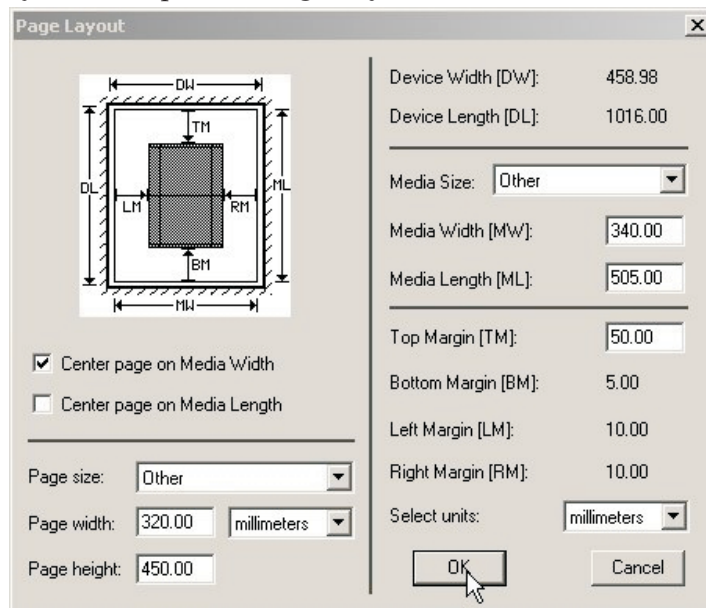 Page Layout
DW
TM
DL
ML
LM
RM
BM
MW
Center page on Media Width
Center page on Media Length
Page size: Other
Page width: 320.00 millimeters
Page height: 450.00
Device Width [DW]: 458.98
Device Length [DL]: 1016.00
Media Size: Other
Media Width [MW]: 340.00
Media Length [ML]: 505.00
Top Margin [TM]: 50.00
Bottom Margin [BM]: 5.00
Left Margin [LM]: 10.00
Right Margin [RM]: 10.00
Select units: millimeters
OK
Cancel